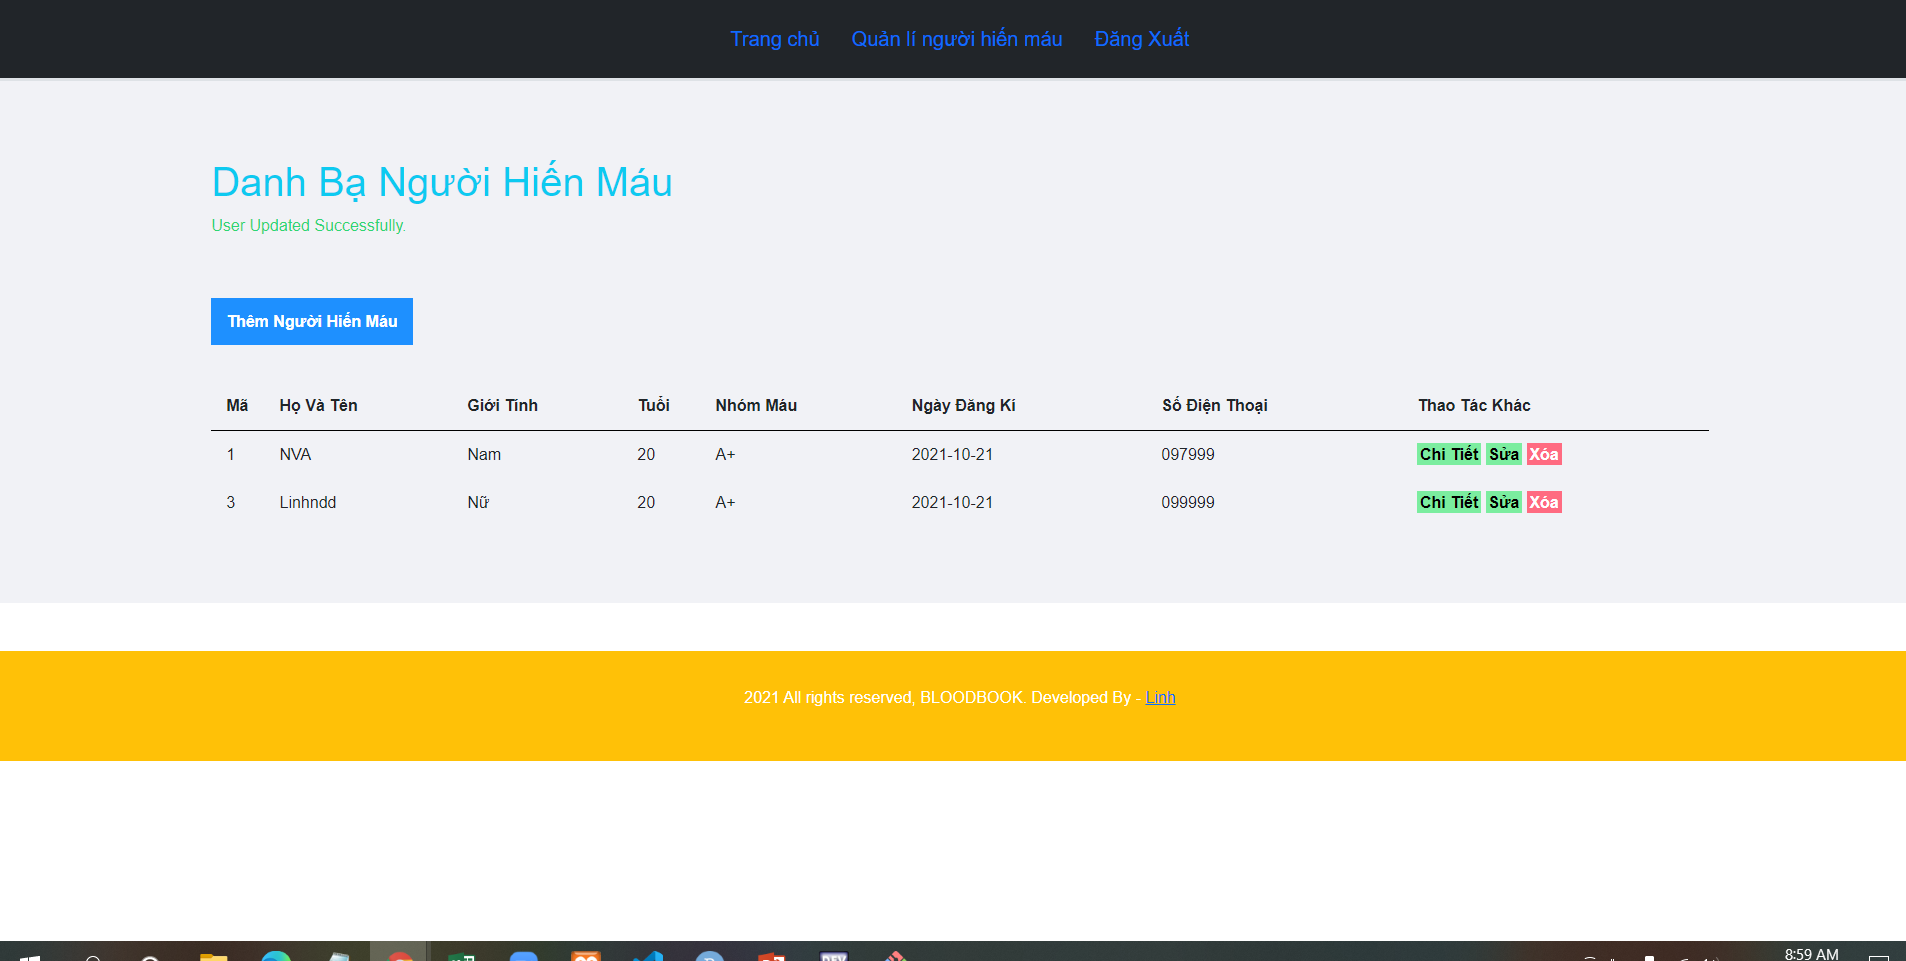 Trang chủ Quản lí người hiến máu Đăng Xuất
Danh Bạ Người Hiến Máu
User Updated Successfully.
Thêm Người Hiến Máu
Mã Họ Và Tên Giới Tính Tuổi Nhóm Máu Ngày Đăng Kí Số Điện Thoại Thao Tác Khác
1 NVA Nam 20 A+ 2021-10-21 097999 Chi Tiết Sửa Xóa
3 Linhndd Nữ 20 A+ 2021-10-21 099999 Chi Tiết Sửa Xóa
2021 All rights reserved, BLOODBOOK. Developed By - Linh
8:59 AM